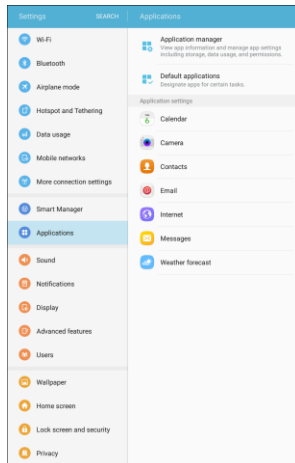 Settings
SEARCH
Wi-Fi
Bluetooth
Airplane mode
Hotspot and Tethering
Data usage
Mobile networks
More connection settings
Smart Manager
Applications
Sound
Notifications
Display
Advanced features
Users
Wallpaper
Home screen
Lock screen and security
Privacy
Applications
Application manager
View app information and manage app settings
including storage, data usage, and permissions.
Default applications
Designate apps for certain tasks.
Application settings
6
Calendar
Camera
Contacts
Email
Internet
Messages
Weather forecast